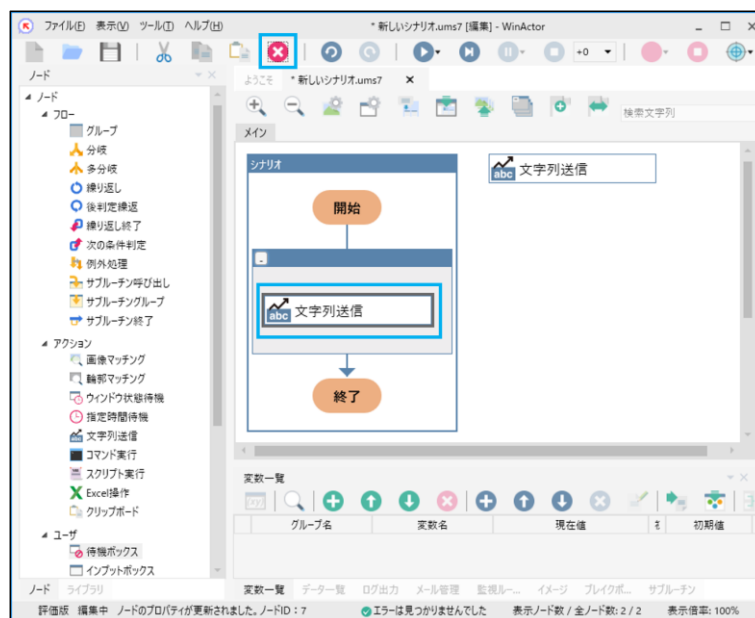 ファイル(F) 表示(V) ツール(T) ヘルプ(H)
* 新しいシナリオ.ums7 [編集] - WinActor
+0
ノード
ようこそ
* 新しいシナリオ.ums7
検索文字列
メイン
ノード
フロー
グループ
分岐
多分岐
繰り返し
後判定繰返
繰り返し終了
次の条件判定
例外処理
サブルーチン呼び出し
サブルーチングループ
サブルーチン終了
アクション
画像マッチング
輪郭マッチング
ウィンドウ状態待機
指定時間待機
文字列送信
コマンド実行
スクリプト実行
Excel操作
クリップボード
ユーザ
待機ボックス
インプットボックス
ノード ライブラリ
シナリオ
開始
abc 文字列送信
終了
abc 文字列送信
変数一覧
グループ名 変数名 現在値 初期値
変数一覧 データ一覧 ログ出力 メール管理 監視ルー... イメージ ブレイクポ... サブルーチン
評価版 編集中 ノードのプロパティが更新されました。ノードID：7
エラーは見つかりませんでした
表示ノード数 / 全ノード数: 2 / 2
表示倍率: 100%